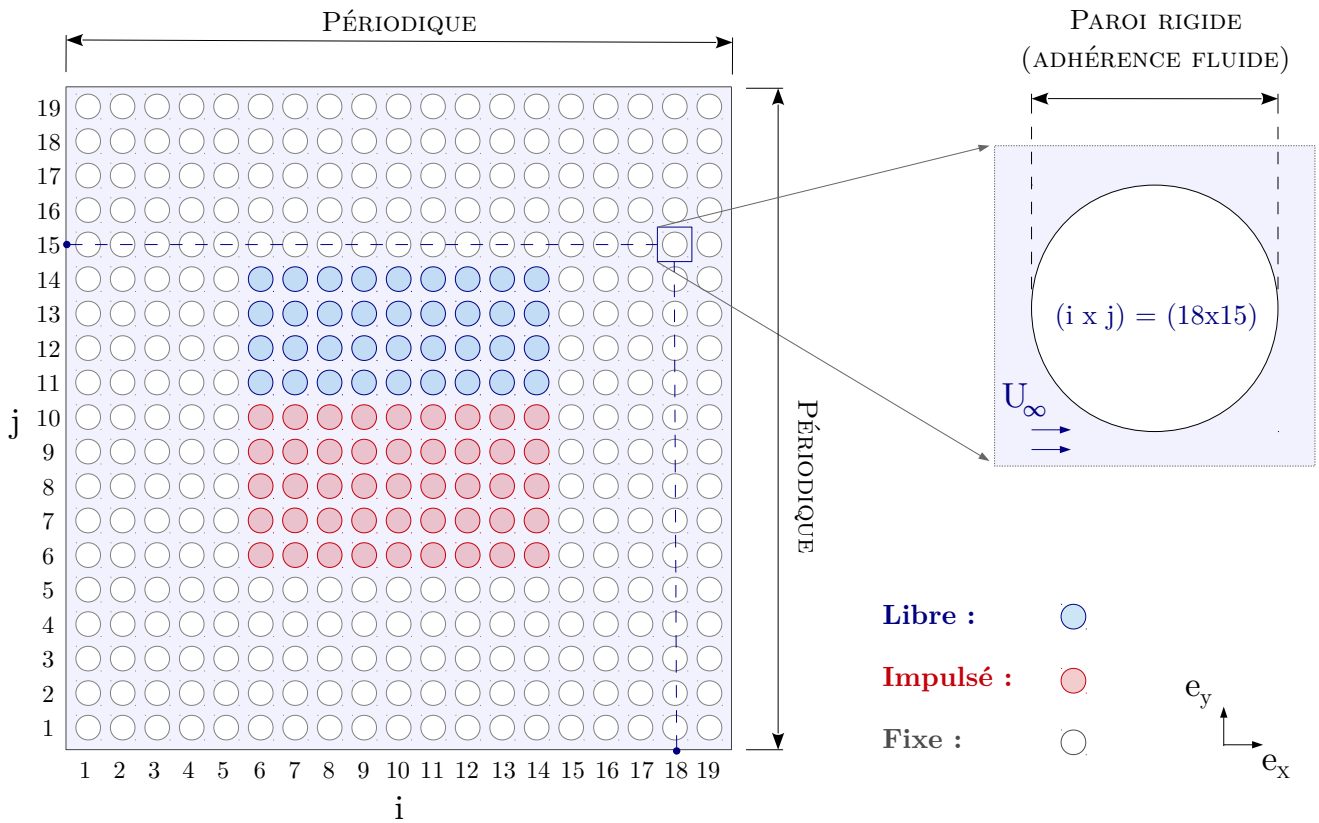 PÉRIODIQUE
PAROI RIGIDE
(ADHÉRENCE FLUIDE)
19
18
17
16
15
14
13
12
11
10
9
8
7
6
5
4
3
2
1
j
PÉRIODIQUE
(i x j) = (18x15)
U∞
Libre :
Impulsé :
Fixe :
e_y
e_x
1 2 3 4 5 6 7 8 9 10 11 12 13 14 15 16 17 18 19
i